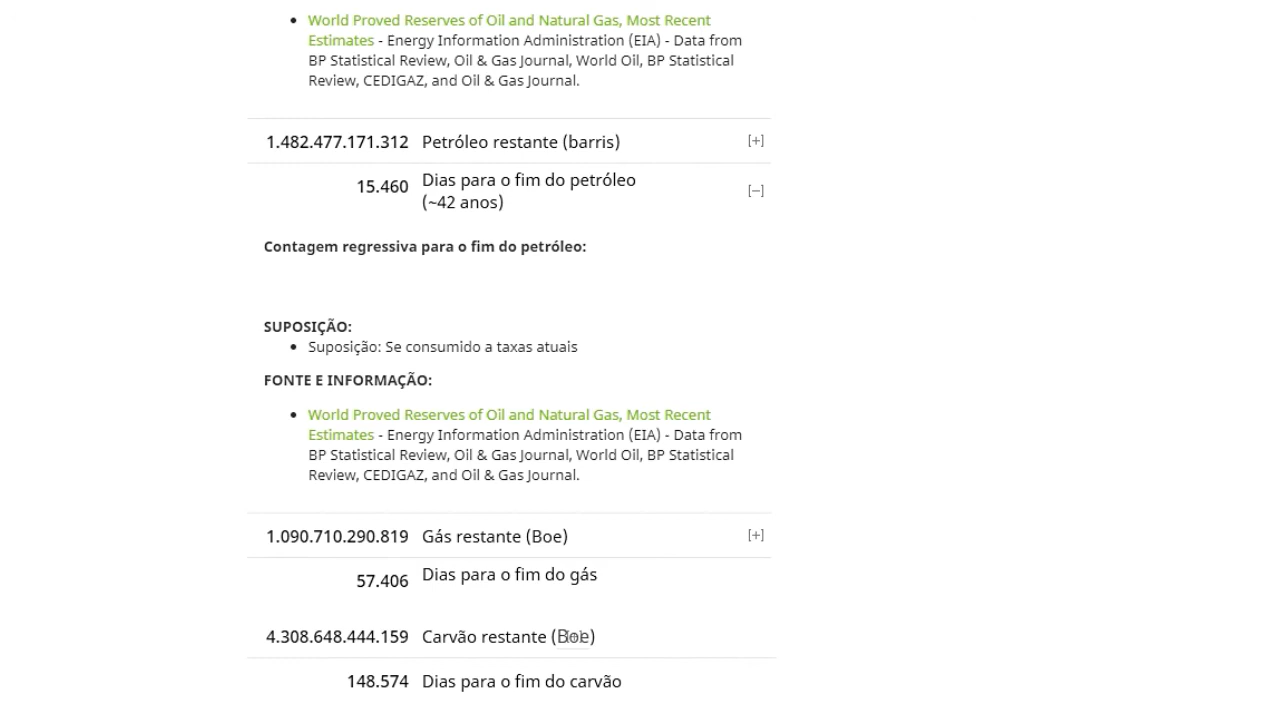 World Proved Reserves of Oil and Natural Gas, Most Recent
Estimates - Energy Information Administration (EIA) - Data from
BP Statistical Review, Oil & Gas Journal, World Oil, BP Statistical
Review, CEDIGAZ, and Oil & Gas Journal.
1.482.477.171.312 Petróleo restante (barris) [+]
15.460 Dias para o fim do petróleo
(~42 anos) [−]
Contagem regressiva para o fim do petróleo:
SUPOSIÇÃO:
Suposição: Se consumido a taxas atuais
FONTE E INFORMAÇÃO:
World Proved Reserves of Oil and Natural Gas, Most Recent
Estimates - Energy Information Administration (EIA) - Data from
BP Statistical Review, Oil & Gas Journal, World Oil, BP Statistical
Review, CEDIGAZ, and Oil & Gas Journal.
1.090.710.290.819 Gás restante (Boe) [+]
57.406 Dias para o fim do gás
4.308.648.444.159 Carvão restante (Boe)
148.574 Dias para o fim do carvão